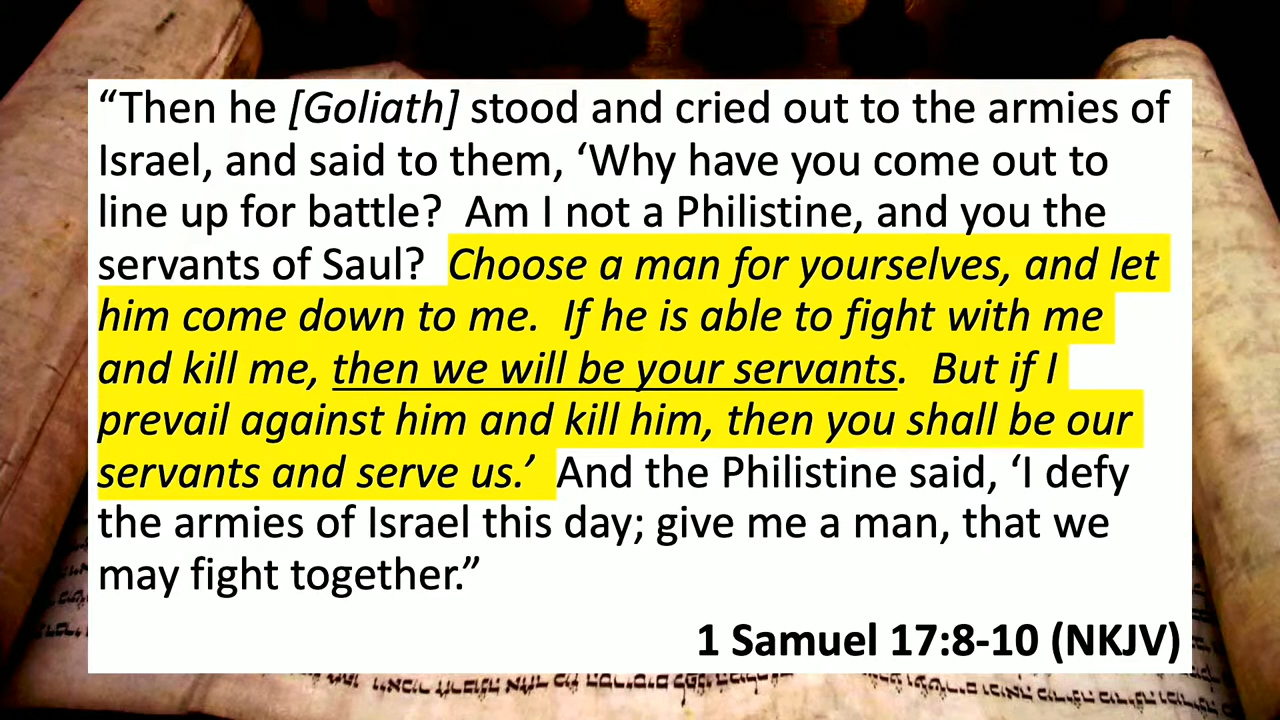 “Then he [Goliath] stood and cried out to the armies of
Israel, and said to them, ‘Why have you come out to
line up for battle?  Am I not a Philistine, and you the
servants of Saul?  Choose a man for yourselves, and let
him come down to me.  If he is able to fight with me
and kill me, then we will be your servants.  But if I
prevail against him and kill him, then you shall be our
servants and serve us.’  And the Philistine said, ‘I defy
the armies of Israel this day; give me a man, that we
may fight together.”
1 Samuel 17:8-10 (NKJV)